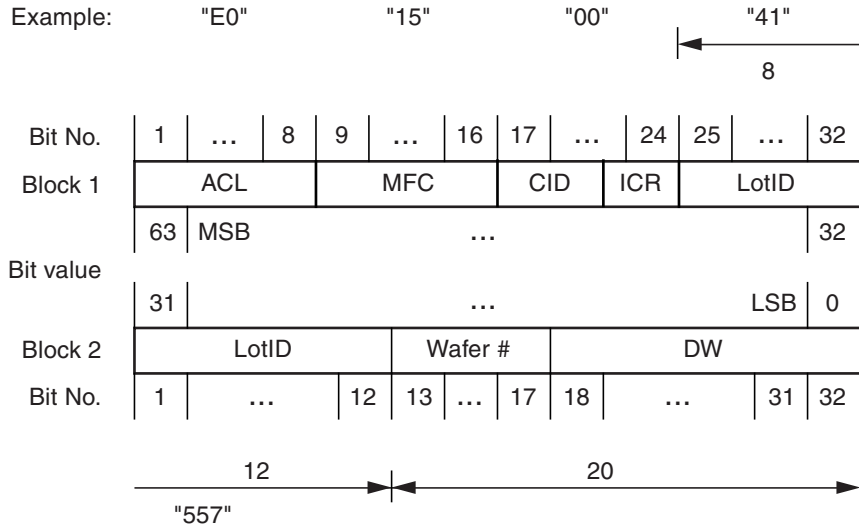 Example: "E0" "15" "00" "41"
8
Bit No. 1 ... 8 9 ... 16 17 ... 24 25 ... 32
Block 1 ACL MFC CID ICR LotID
63 MSB ... 32
Bit value
31 ... LSB 0
Block 2 LotID Wafer # DW
Bit No. 1 ... 12 13 ... 17 18 ... 31 32
12 20
"557"